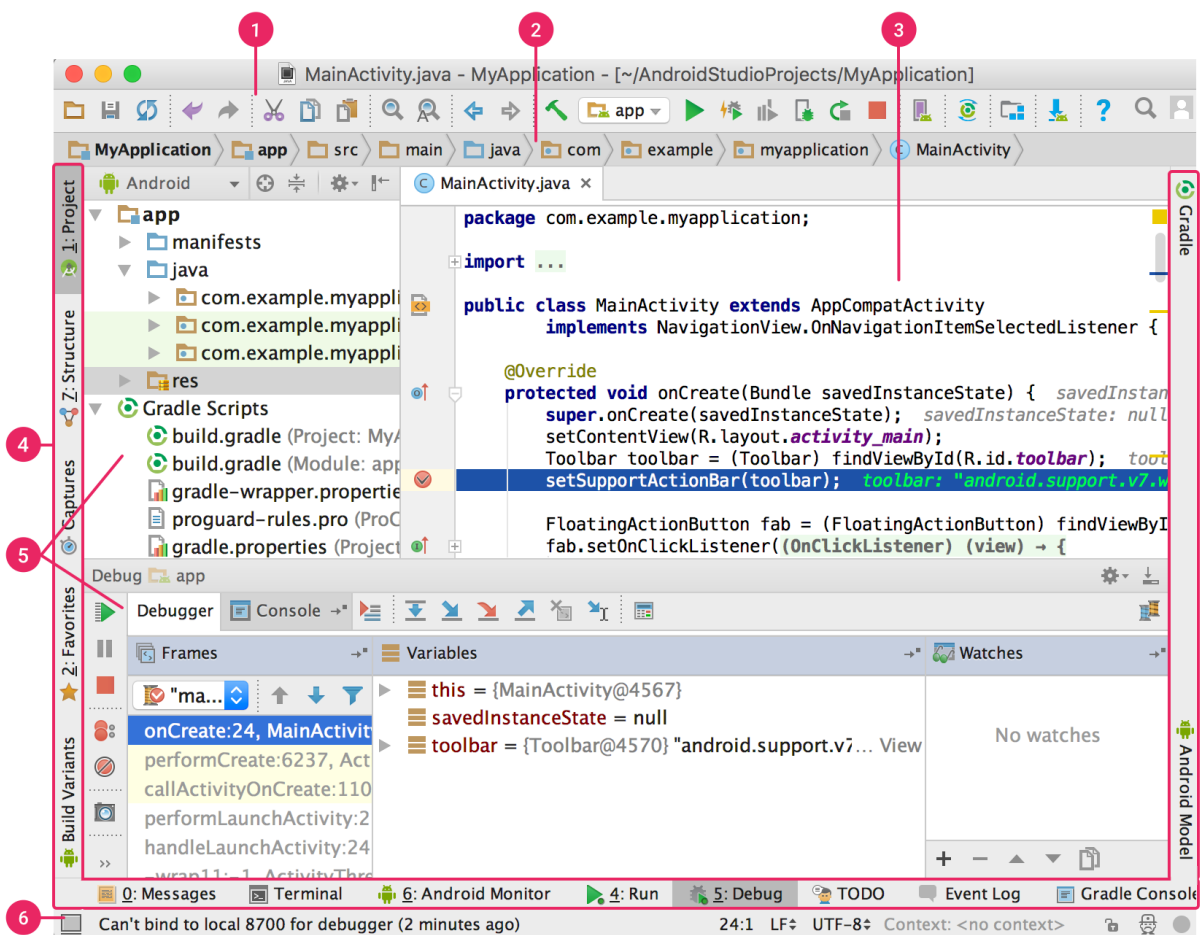 1
2
3
MainActivity.java - MyApplication - [~/AndroidStudioProjects/MyApplication]
app
?
MyApplication app src main java com example myapplication C MainActivity
1: Project
Z: Structure
4
Captures
5
2: Favorites
Build Variants
Android
app
manifests
java
com.example.myappli
com.example.myappli
com.example.myappli
res
Gradle Scripts
build.gradle (Project: MyA
build.gradle (Module: app
gradle-wrapper.propertie
proguard-rules.pro (ProC
gradle.properties (Project
C MainActivity.java ×
package com.example.myapplication;
import ...
public class MainActivity extends AppCompatActivity
implements NavigationView.OnNavigationItemSelectedListener {
@Override
protected void onCreate(Bundle savedInstanceState) { savedInstan
super.onCreate(savedInstanceState); savedInstanceState: null
setContentView(R.layout.activity_main);
Toolbar toolbar = (Toolbar) findViewById(R.id.toolbar); tool
setSupportActionBar(toolbar); toolbar: "android.support.v7.w
FloatingActionButton fab = (FloatingActionButton) findViewByI
fab.setOnClickListener((OnClickListener) (view) → {
Gradle
Android Model
Debug app
Debugger Console
Frames
"ma...
onCreate:24, MainActivit
performCreate:6237, Act
callActivityOnCreate:110
performLaunchActivity:2
handleLaunchActivity:24
-wrap11:-1, ActivityThre
Variables
this = {MainActivity@4567}
savedInstanceState = null
toolbar = {Toolbar@4570} "android.support.v7... View
Watches
No watches
0: Messages Terminal 6: Android Monitor 4: Run 5: Debug TODO Event Log Gradle Console
6
Can't bind to local 8700 for debugger (2 minutes ago) 24:1 LF UTF-8 Context: <no context>